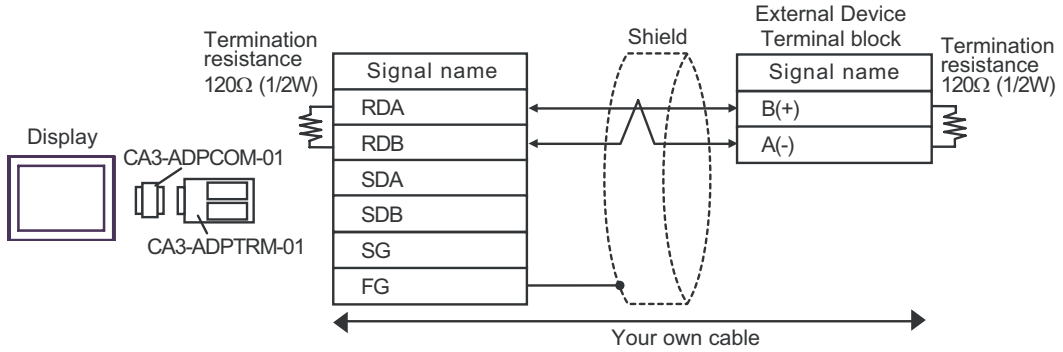 External Device
Terminal block
Shield
Termination
resistance
120Ω (1/2W)
Termination
resistance
120Ω (1/2W)
Signal name
RDA
RDB
SDA
SDB
SG
FG
Signal name
B(+)
A(-)
Display
CA3-ADPCOM-01
CA3-ADPTRM-01
Your own cable